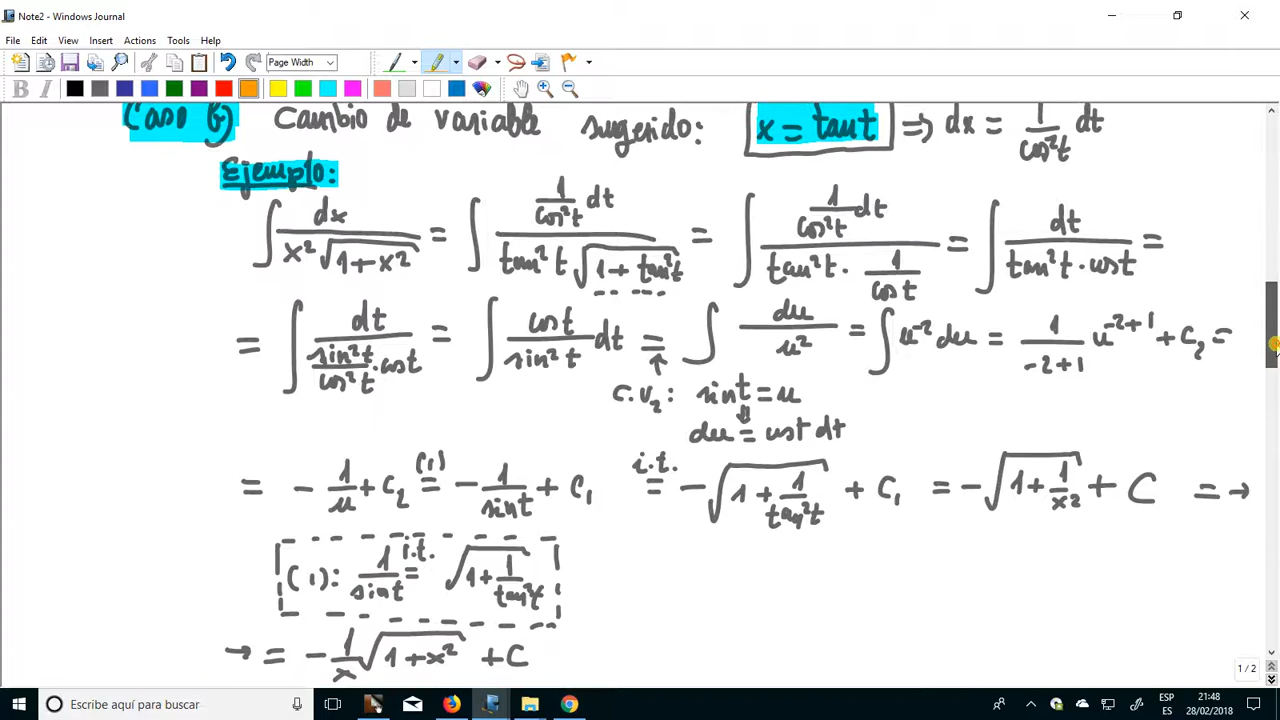 Note2 - Windows Journal
File Edit View Insert Actions Tools Help
Page Width
B I
Caso b) Cambio de variable sugerido: x = tan t ⇒ dx = 1/cos²t dt
Ejemplo:
∫ dx/(x²√(1+x²)) = ∫ (1/cos²t dt)/(tan²t √(1+tan²t)) = ∫ (1/cos²t dt)/(tan²t · 1/cos t) = ∫ dt/(tan²t · cos t) =
= ∫ dt/(sin²t/cos²t · cos t) = ∫ cos t/sin²t dt = ∫ du/u² = ∫ u⁻² du = 1/(-2+1) u⁻²⁺¹ + C₂ =
↑
C.V₂: sin t = u
⇓
du = cos t dt
= - 1/u + C₂ (1)= - 1/sin t + C₁ i.t.= -√(1 + 1/tan²t) + C₁ = -√(1 + 1/x²) + C = →
(1): 1/sin t i.t.= √(1 + 1/tan²t)
→ = - 1/x √(1+x²) + C
1 / 2
Escribe aquí para buscar
ESP
ES
21:48
28/02/2018